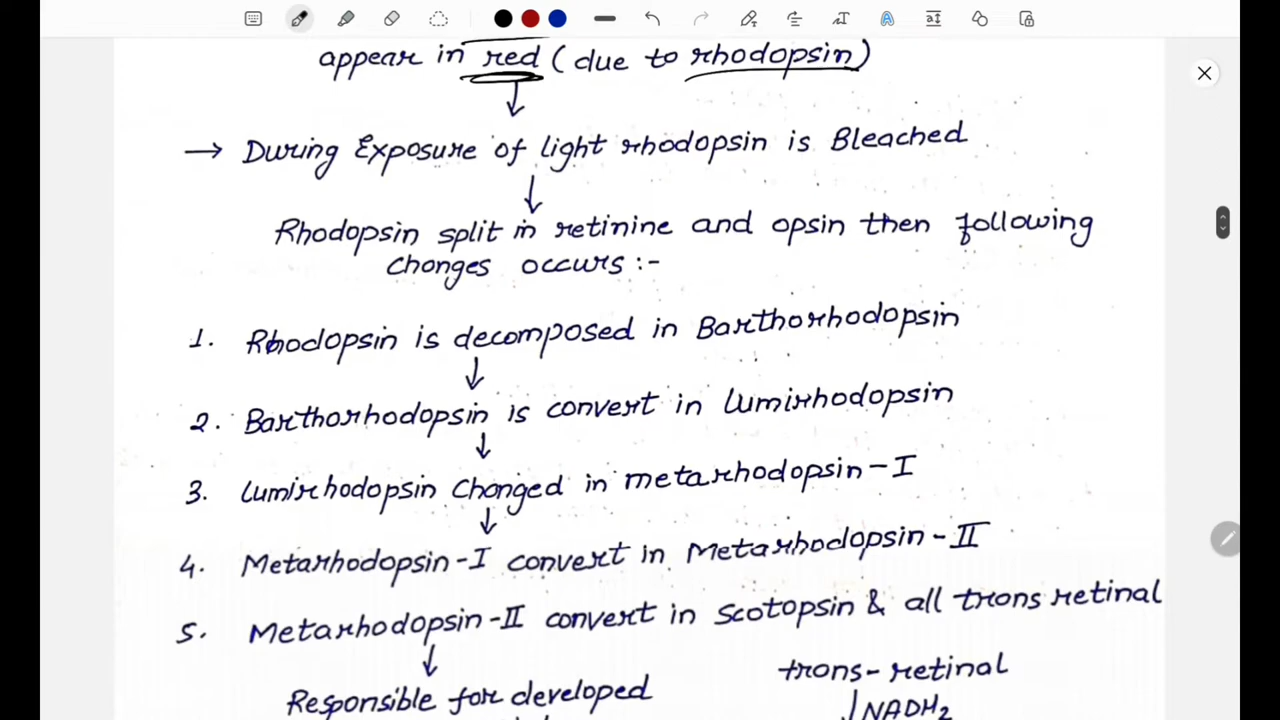 appear in red (due to rhodopsin)
→ During Exposure of light rhodopsin is Bleached
Rhodopsin split in retinine and opsin then following
changes occurs :-
1. Rhodopsin is decomposed in Barthorhodopsin
2. Barthorhodopsin is convert in lumirhodopsin
3. lumirhodopsin changed in metarhodopsin - I
4. Metarhodopsin - I convert in Metarhodopsin - II
5. Metarhodopsin - II convert in Scotopsin & all trans retinal
Responsible for developed
trans - retinal
NADH2